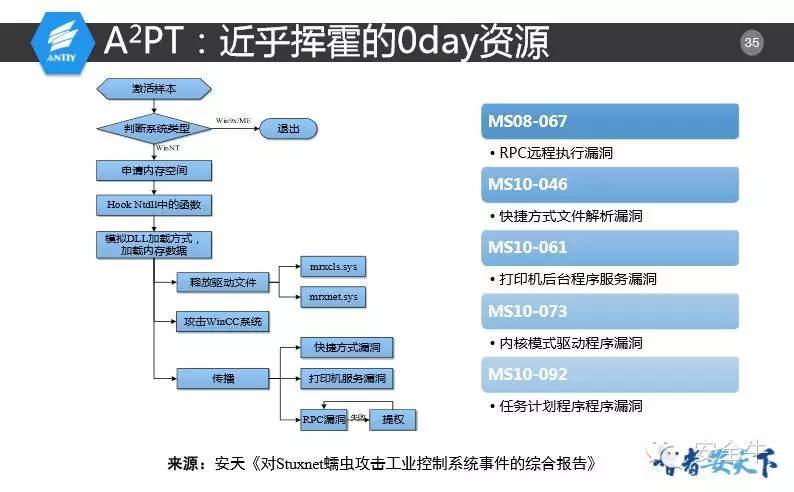 ANTIY
A²PT：近乎挥霍的0day资源
35
激活样本
判断系统类型
Win9x/ME
退出
WinNT
申请内存空间
Hook Ntdll中的函数
模拟DLL加载方式，
加载内存数据
释放驱动文件
mrxcls.sys
mrxnet.sys
攻击WinCC系统
传播
快捷方式漏洞
打印机服务漏洞
RPC漏洞
失败
提权
MS08-067
• RPC远程执行漏洞
MS10-046
• 快捷方式文件解析漏洞
MS10-061
• 打印机后台程序服务漏洞
MS10-073
• 内核模式驱动程序漏洞
MS10-092
• 任务计划程序程序漏洞
来源：安天《对Stuxnet蠕虫攻击工业控制系统事件的综合报告》
安全牛
智者安天下